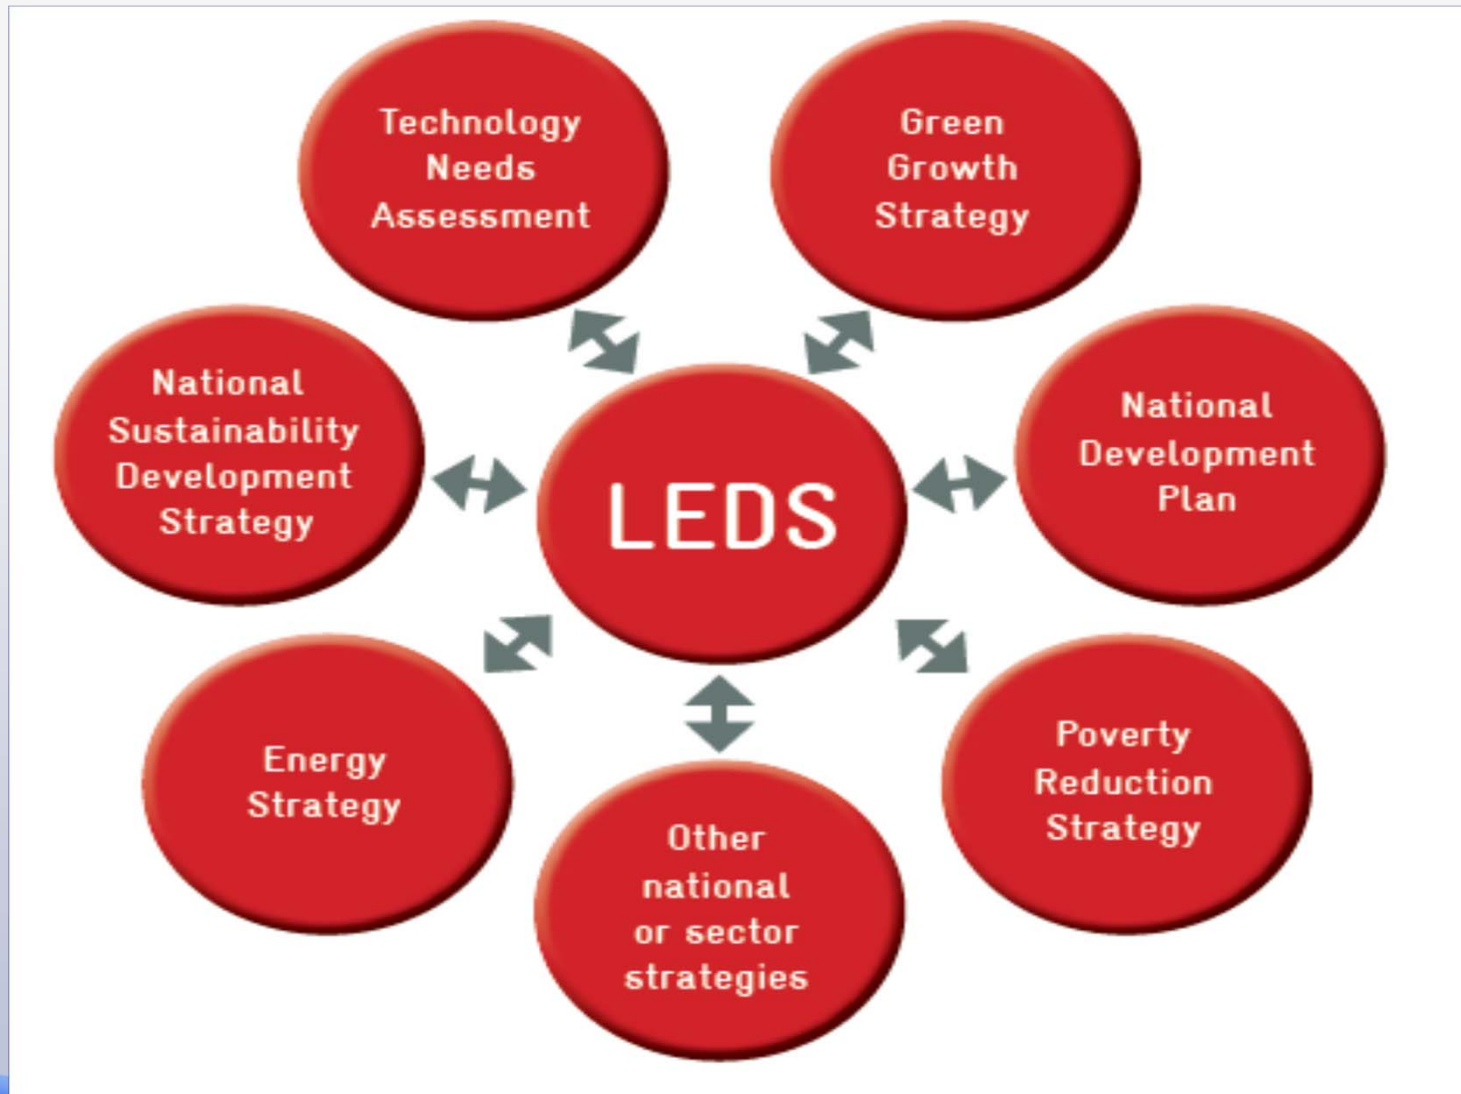 Technology
Needs
Assessment
Green
Growth
Strategy
National
Sustainability
Development
Strategy
LEDS
National
Development
Plan
Energy
Strategy
Other
national
or sector
strategies
Poverty
Reduction
Strategy